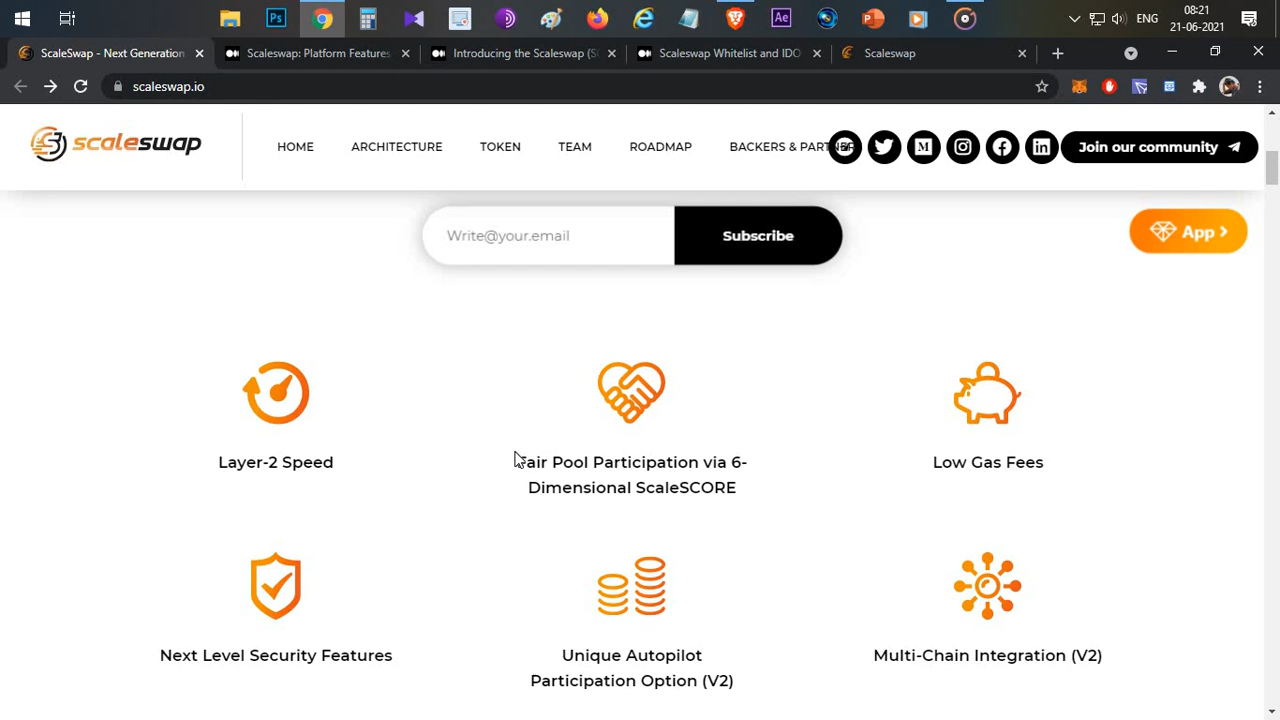 08:21
ENG
21-06-2021
ScaleSwap - Next Generation
Scaleswap: Platform Features
Introducing the Scaleswap (SC
Scaleswap Whitelist and IDO
Scaleswap
scaleswap.io
scaleswap
HOME
ARCHITECTURE
TOKEN
TEAM
ROADMAP
BACKERS & PARTNER
Join our community
Write@your.email
Subscribe
App
Layer-2 Speed
Fair Pool Participation via 6-
Dimensional ScaleSCORE
Low Gas Fees
Next Level Security Features
Unique Autopilot
Participation Option (V2)
Multi-Chain Integration (V2)